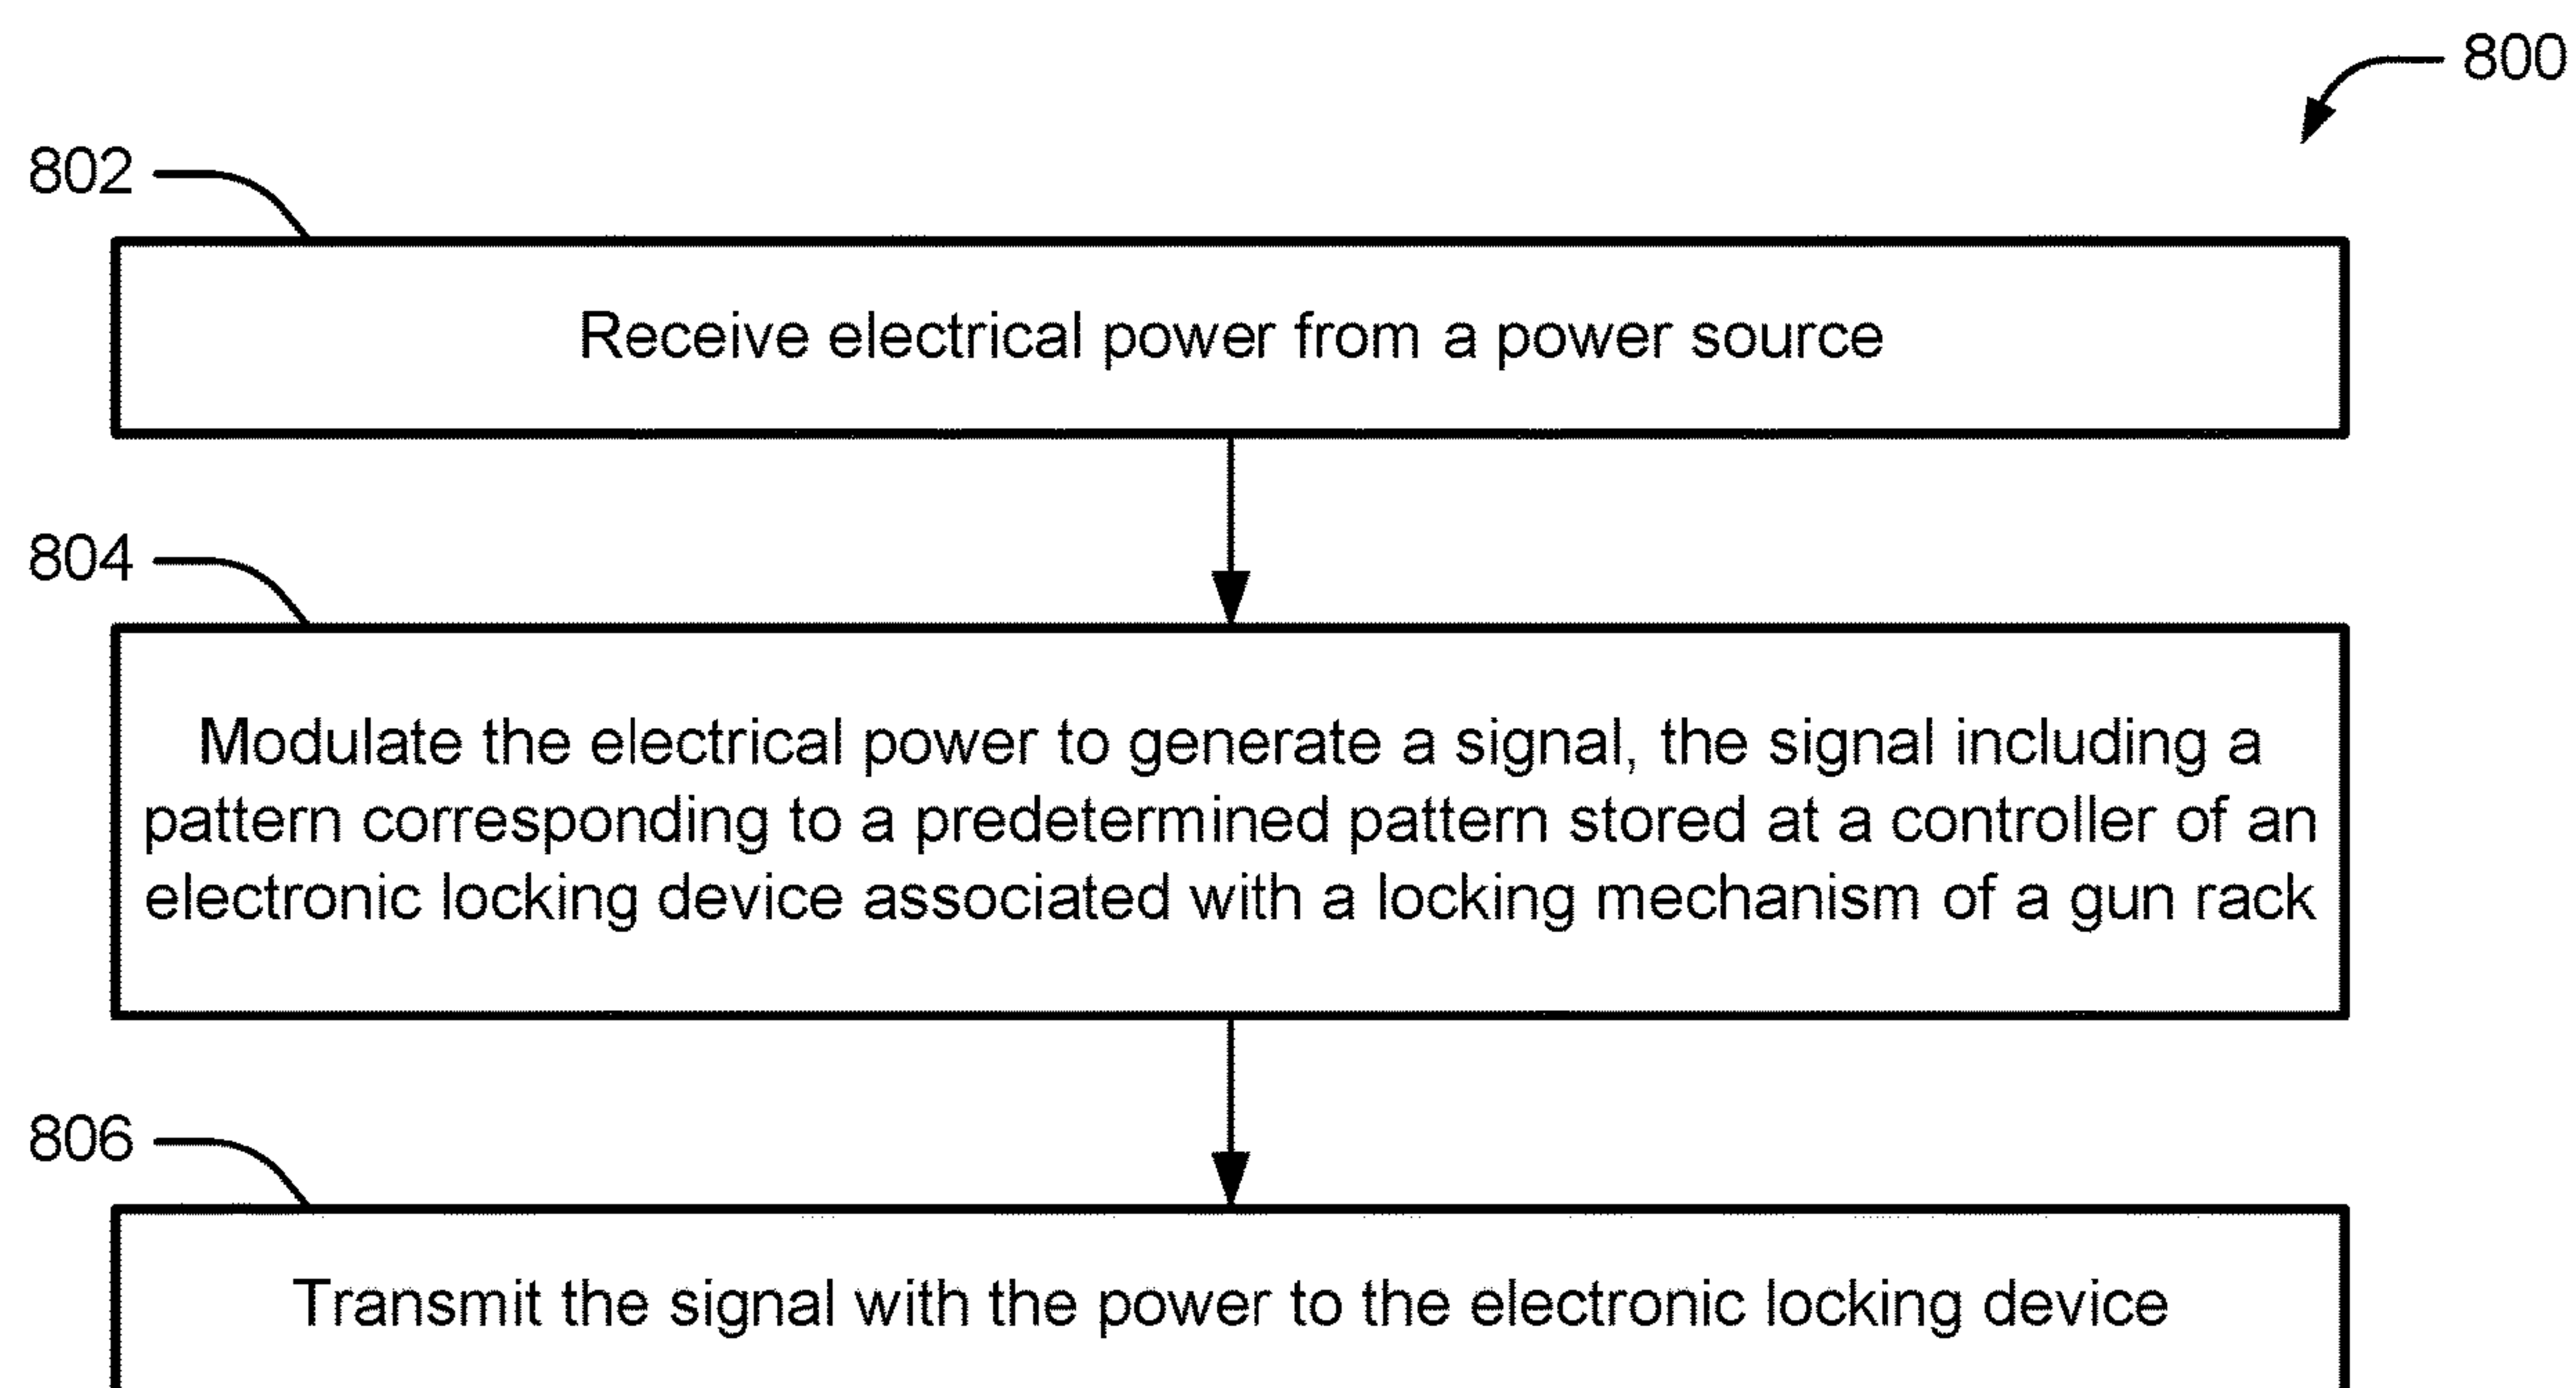 800
802
Receive electrical power from a power source
804
Modulate the electrical power to generate a signal, the signal including a
pattern corresponding to a predetermined pattern stored at a controller of an
electronic locking device associated with a locking mechanism of a gun rack
806
Transmit the signal with the power to the electronic locking device